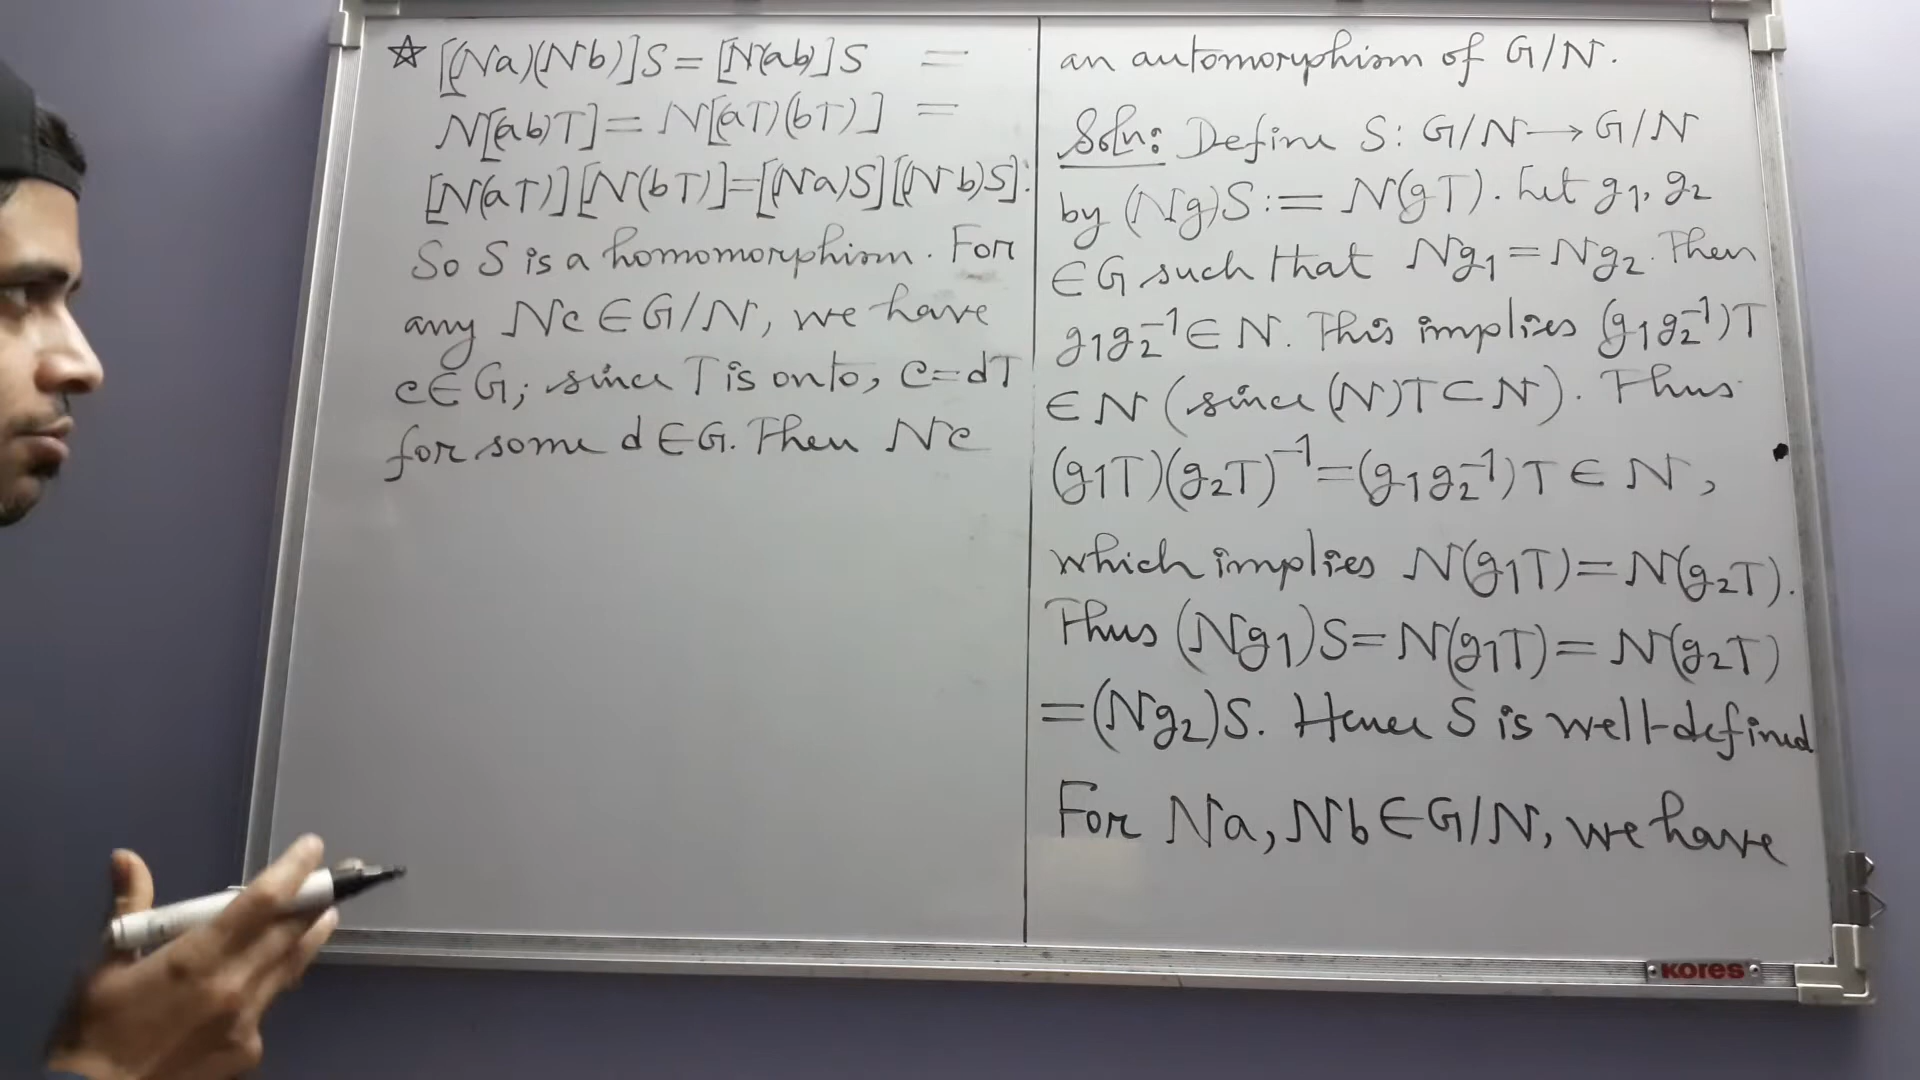 ☆ [(Na)(Nb)]S = [N(ab)]S =
N[(ab)T] = N[(aT)(bT)] =
[N(aT)][N(bT)] = [(Na)S][(Nb)S].
So S is a homomorphism. For
any Nc ∈ G/N, we have
c ∈ G; since T is onto, c = dT
for some d ∈ G. Then Nc
an automorphism of G/N.
Soln: Define S: G/N → G/N
by (Ng)S := N(gT). Let g₁, g₂
∈ G such that Ng₁ = Ng₂. Then
g₁g₂⁻¹ ∈ N. This implies (g₁g₂⁻¹)T
∈ N (since (N)T ⊂ N). Thus
(g₁T)(g₂T)⁻¹ = (g₁g₂⁻¹)T ∈ N,
which implies N(g₁T) = N(g₂T).
Thus (Ng₁)S = N(g₁T) = N(g₂T)
= (Ng₂)S. Hence S is well-defined
For Na, Nb ∈ G/N, we have
KORES